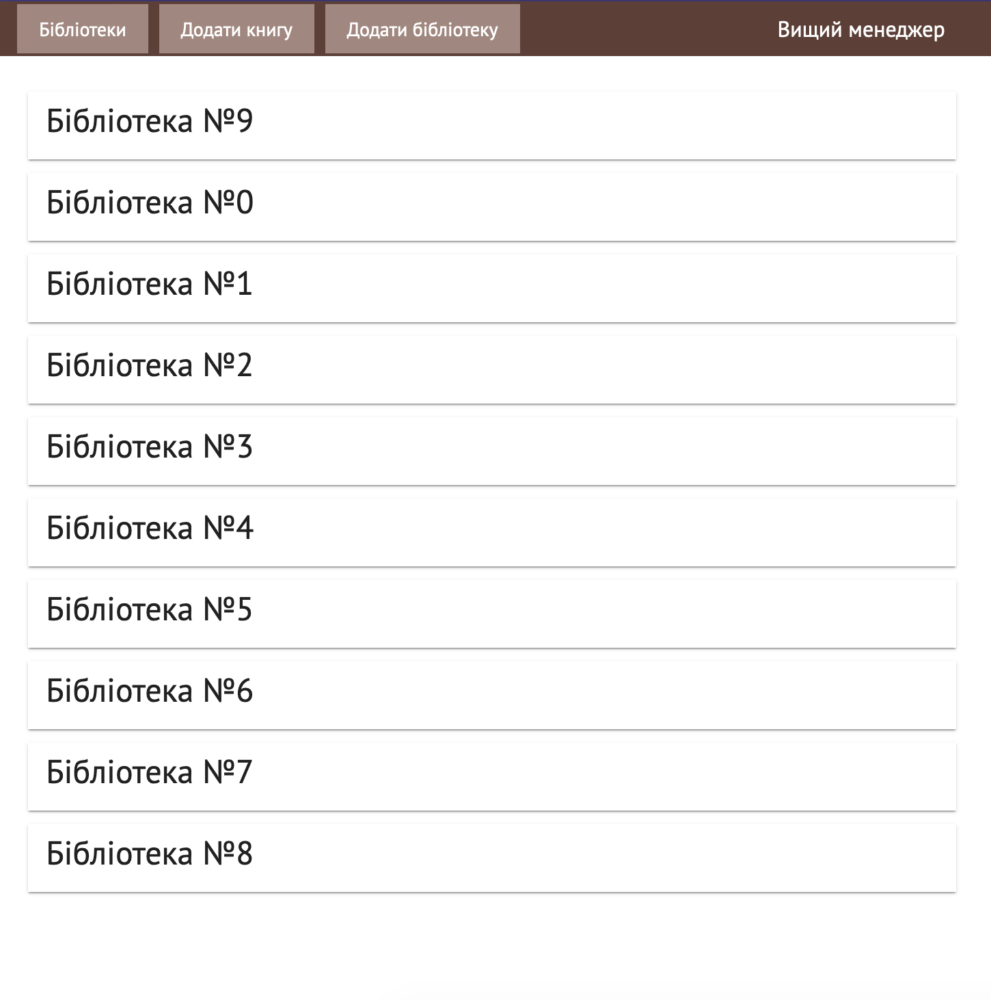 Бібліотеки Додати книгу Додати бібліотеку Вищий менеджер
Бібліотека №9
Бібліотека №0
Бібліотека №1
Бібліотека №2
Бібліотека №3
Бібліотека №4
Бібліотека №5
Бібліотека №6
Бібліотека №7
Бібліотека №8